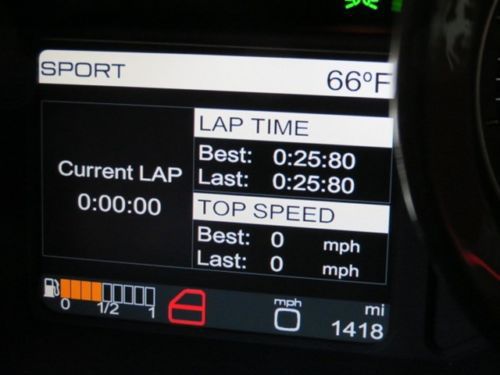 SPORT 66°F
LAP TIME
Best: 0:25:80
Last: 0:25:80
Current LAP
0:00:00
TOP SPEED
Best: 0 mph
Last: 0 mph
0 1/2 1
mph
0
mi
1418